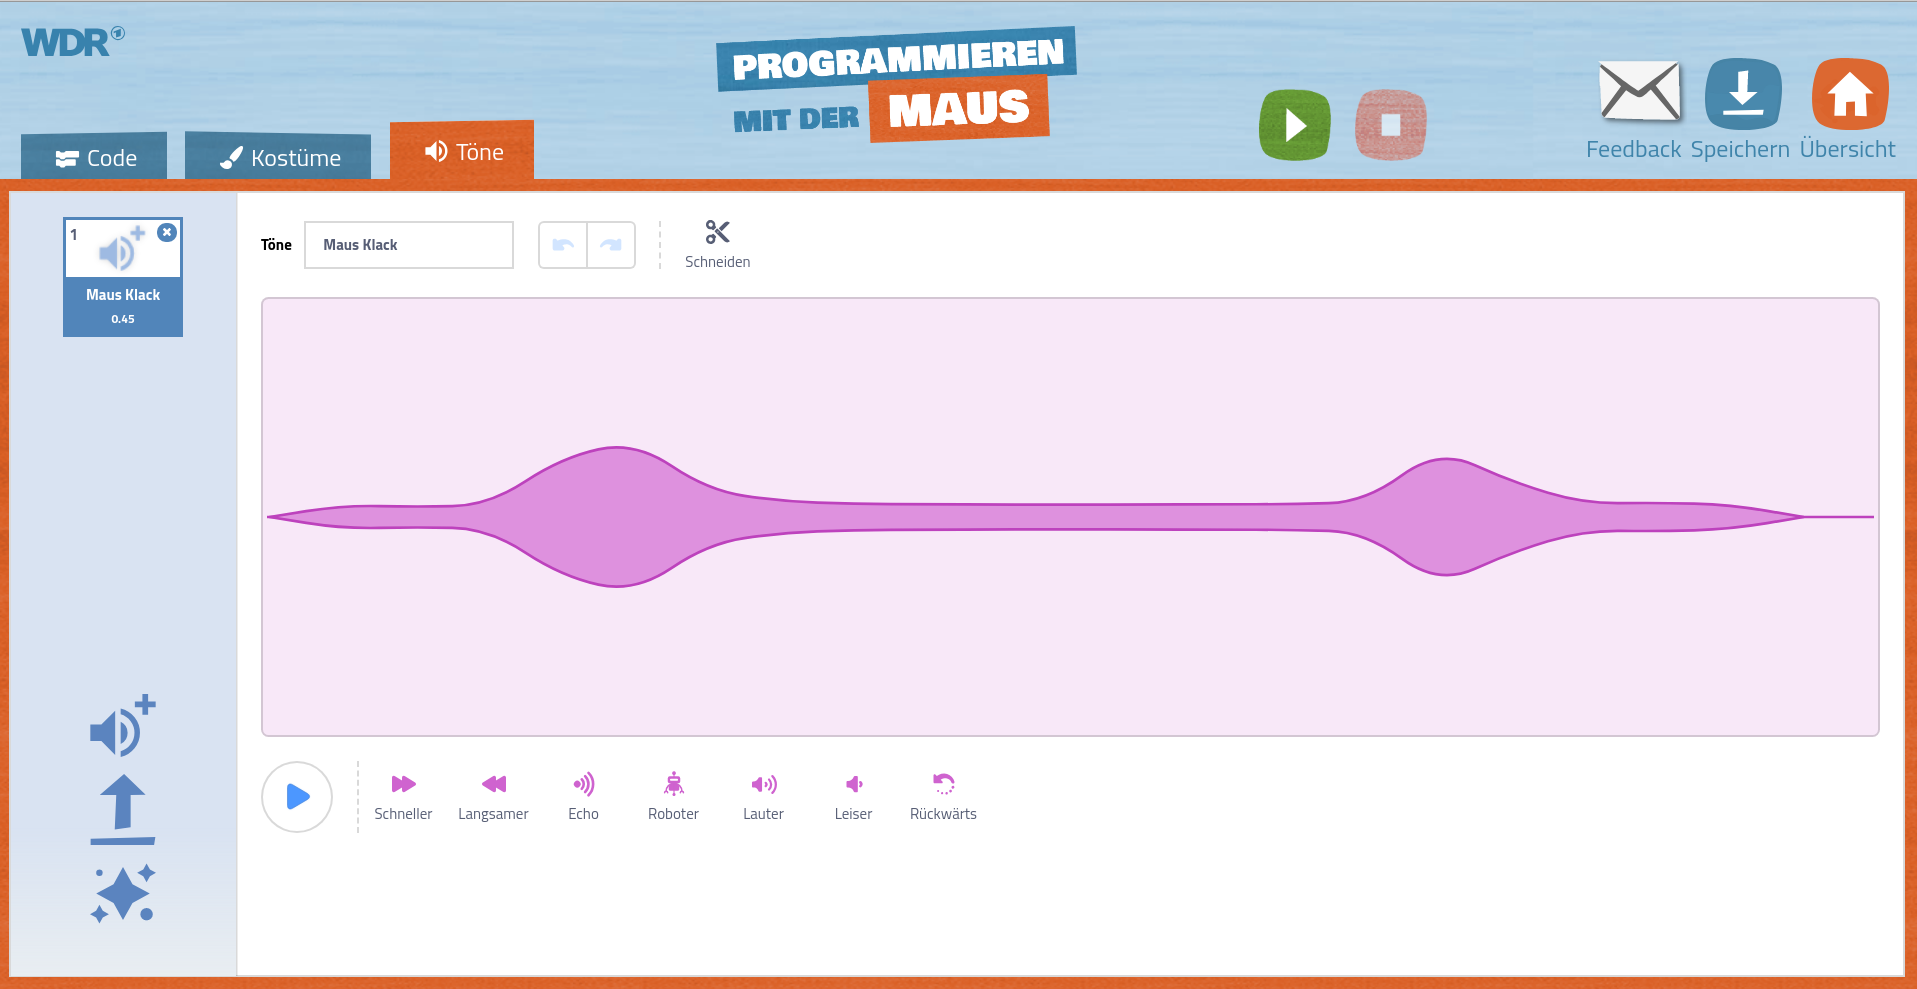 WDR
PROGRAMMIEREN
MIT DER MAUS
Code
Kostüme
Töne
Feedback
Speichern
Übersicht
1
Maus Klack
0.45
Töne
Maus Klack
Schneiden
Schneller
Langsamer
Echo
Roboter
Lauter
Leiser
Rückwärts